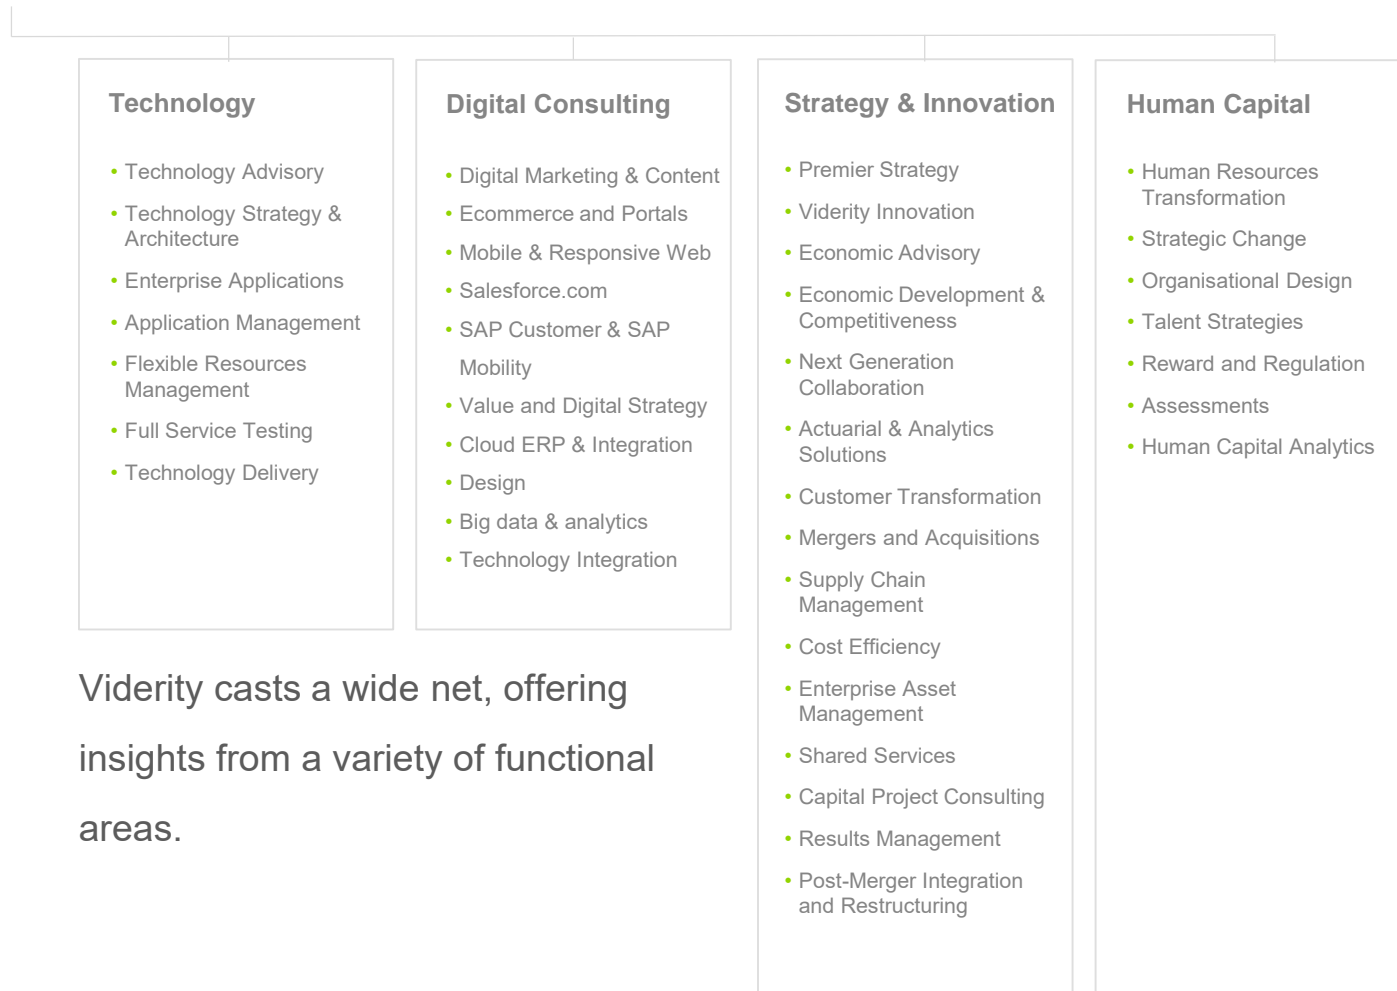 Technology
• Technology Advisory
• Technology Strategy &
Architecture
• Enterprise Applications
• Application Management
• Flexible Resources
Management
• Full Service Testing
• Technology Delivery
Digital Consulting
• Digital Marketing & Content
• Ecommerce and Portals
• Mobile & Responsive Web
• Salesforce.com
• SAP Customer & SAP
Mobility
• Value and Digital Strategy
• Cloud ERP & Integration
• Design
• Big data & analytics
• Technology Integration
Strategy & Innovation
• Premier Strategy
• Viderity Innovation
• Economic Advisory
• Economic Development &
Competitiveness
• Next Generation
Collaboration
• Actuarial & Analytics
Solutions
• Customer Transformation
• Mergers and Acquisitions
• Supply Chain
Management
• Cost Efficiency
• Enterprise Asset
Management
• Shared Services
• Capital Project Consulting
• Results Management
• Post-Merger Integration
and Restructuring
Human Capital
• Human Resources
Transformation
• Strategic Change
• Organisational Design
• Talent Strategies
• Reward and Regulation
• Assessments
• Human Capital Analytics
Viderity casts a wide net, offering
insights from a variety of functional
areas.